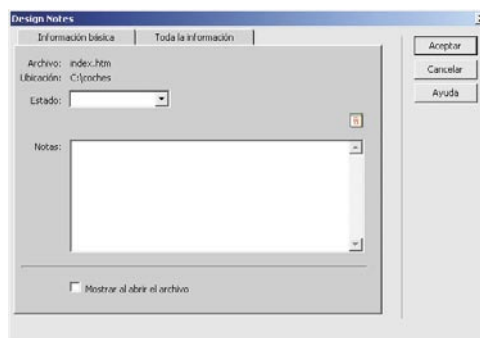 Design Notes
Información básica
Toda la información
Archivo: index.htm
Ubicación: C:\coches
Estado:
Notas:
Mostrar al abrir el archivo
Aceptar
Cancelar
Ayuda